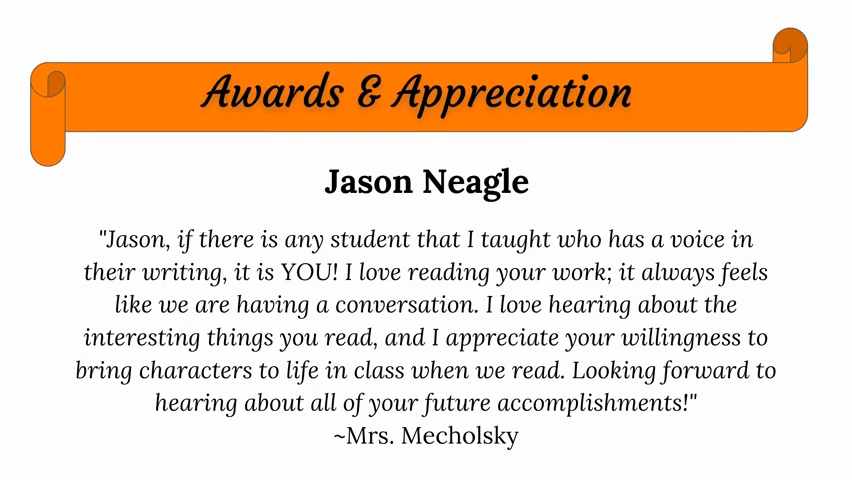 Awards & Appreciation
Jason Neagle
"Jason, if there is any student that I taught who has a voice in
their writing, it is YOU! I love reading your work; it always feels
like we are having a conversation. I love hearing about the
interesting things you read, and I appreciate your willingness to
bring characters to life in class when we read. Looking forward to
hearing about all of your future accomplishments!"
~Mrs. Mecholsky